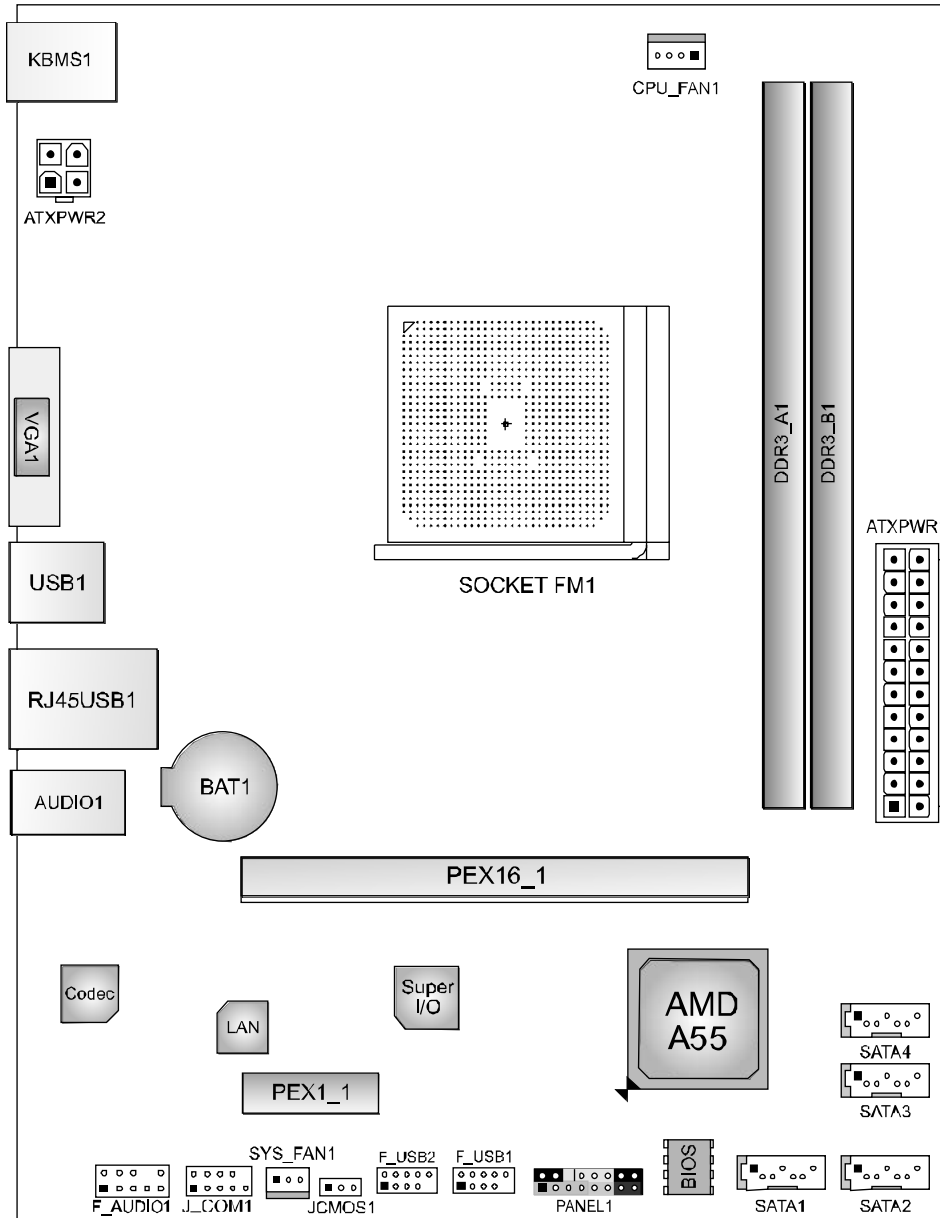 KBMS1
CPU_FAN1
ATXPWR2
DDR3_A1
DDR3_B1
VGA1
ATXPWR
SOCKET FM1
USB1
RJ45USB1
BAT1
AUDIO1
PEX16_1
Codec
Super
I/O
AMD
A55
LAN
SATA4
PEX1_1
SATA3
SYS_FAN1
F_USB2
F_USB1
BIOS
F_AUDIO1
J_COM1
JCMOS1
PANEL1
SATA1
SATA2